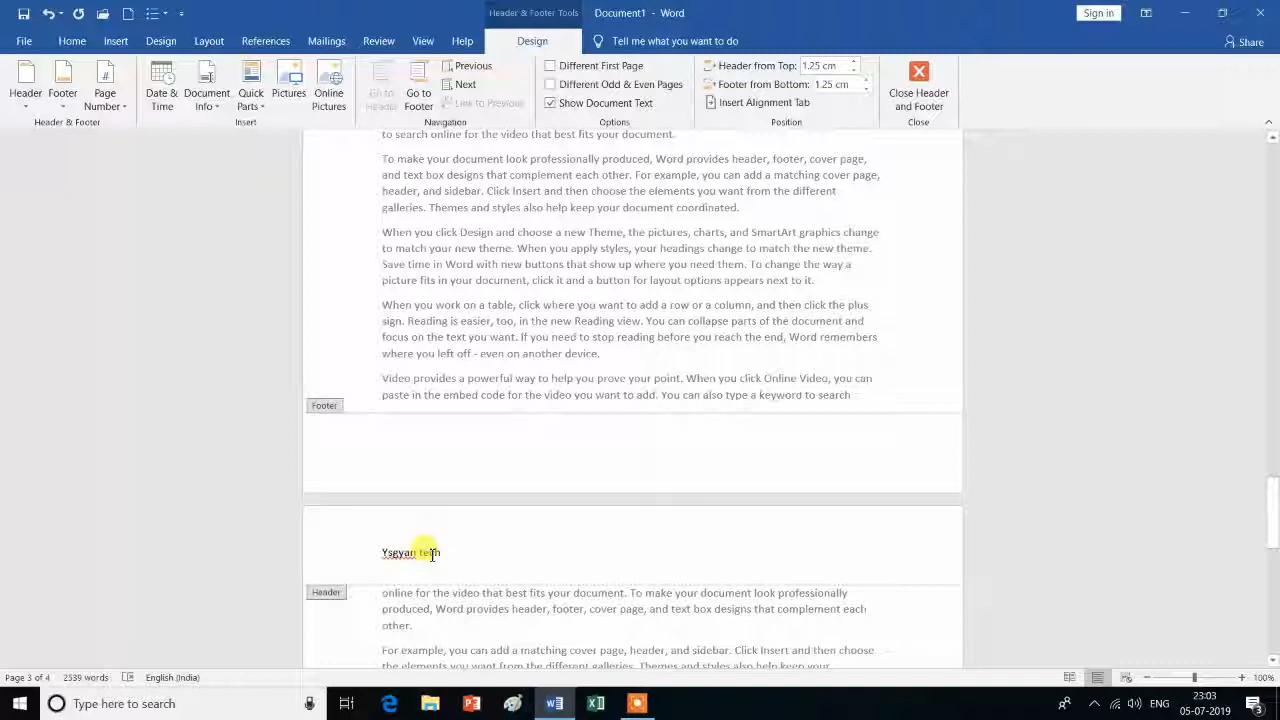 Header & Footer Tools
Document1 - Word
Sign in
File Home Insert Design Layout References Mailings Review View Help Design Tell me what you want to do Share
Header
Footer
Page Number
Header & Footer
Date & Time
Document Info
Quick Parts
Pictures
Online Pictures
Insert
Go to Header
Go to Footer
Previous
Next
Link to Previous
Navigation
Different First Page
Different Odd & Even Pages
Show Document Text
Options
Header from Top: 1.25 cm
Footer from Bottom: 1.25 cm
Insert Alignment Tab
Position
Close Header and Footer
Close
to search online for the video that best fits your document.
To make your document look professionally produced, Word provides header, footer, cover page,
and text box designs that complement each other. For example, you can add a matching cover page,
header, and sidebar. Click Insert and then choose the elements you want from the different
galleries. Themes and styles also help keep your document coordinated.
When you click Design and choose a new Theme, the pictures, charts, and SmartArt graphics change
to match your new theme. When you apply styles, your headings change to match the new theme.
Save time in Word with new buttons that show up where you need them. To change the way a
picture fits in your document, click it and a button for layout options appears next to it.
When you work on a table, click where you want to add a row or a column, and then click the plus
sign. Reading is easier, too, in the new Reading view. You can collapse parts of the document and
focus on the text you want. If you need to stop reading before you reach the end, Word remembers
where you left off - even on another device.
Video provides a powerful way to help you prove your point. When you click Online Video, you can
paste in the embed code for the video you want to add. You can also type a keyword to search
Footer
Ysgyan tech
Header
online for the video that best fits your document. To make your document look professionally
produced, Word provides header, footer, cover page, and text box designs that complement each
other.
For example, you can add a matching cover page, header, and sidebar. Click Insert and then choose
the elements you want from the different galleries. Themes and styles also help keep your
Page 3 of 4 2539 words English (India) 100%
Type here to search
ENG
23:03
05-07-2019
3